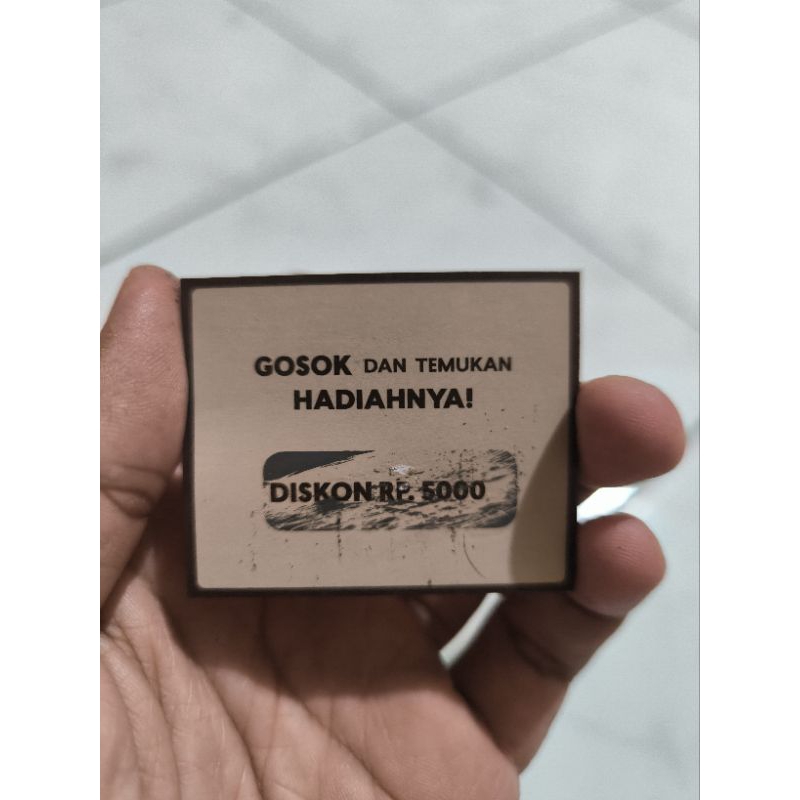 GOSOK DAN TEMUKAN
HADIAHNYA!
DISKON RP. 5000